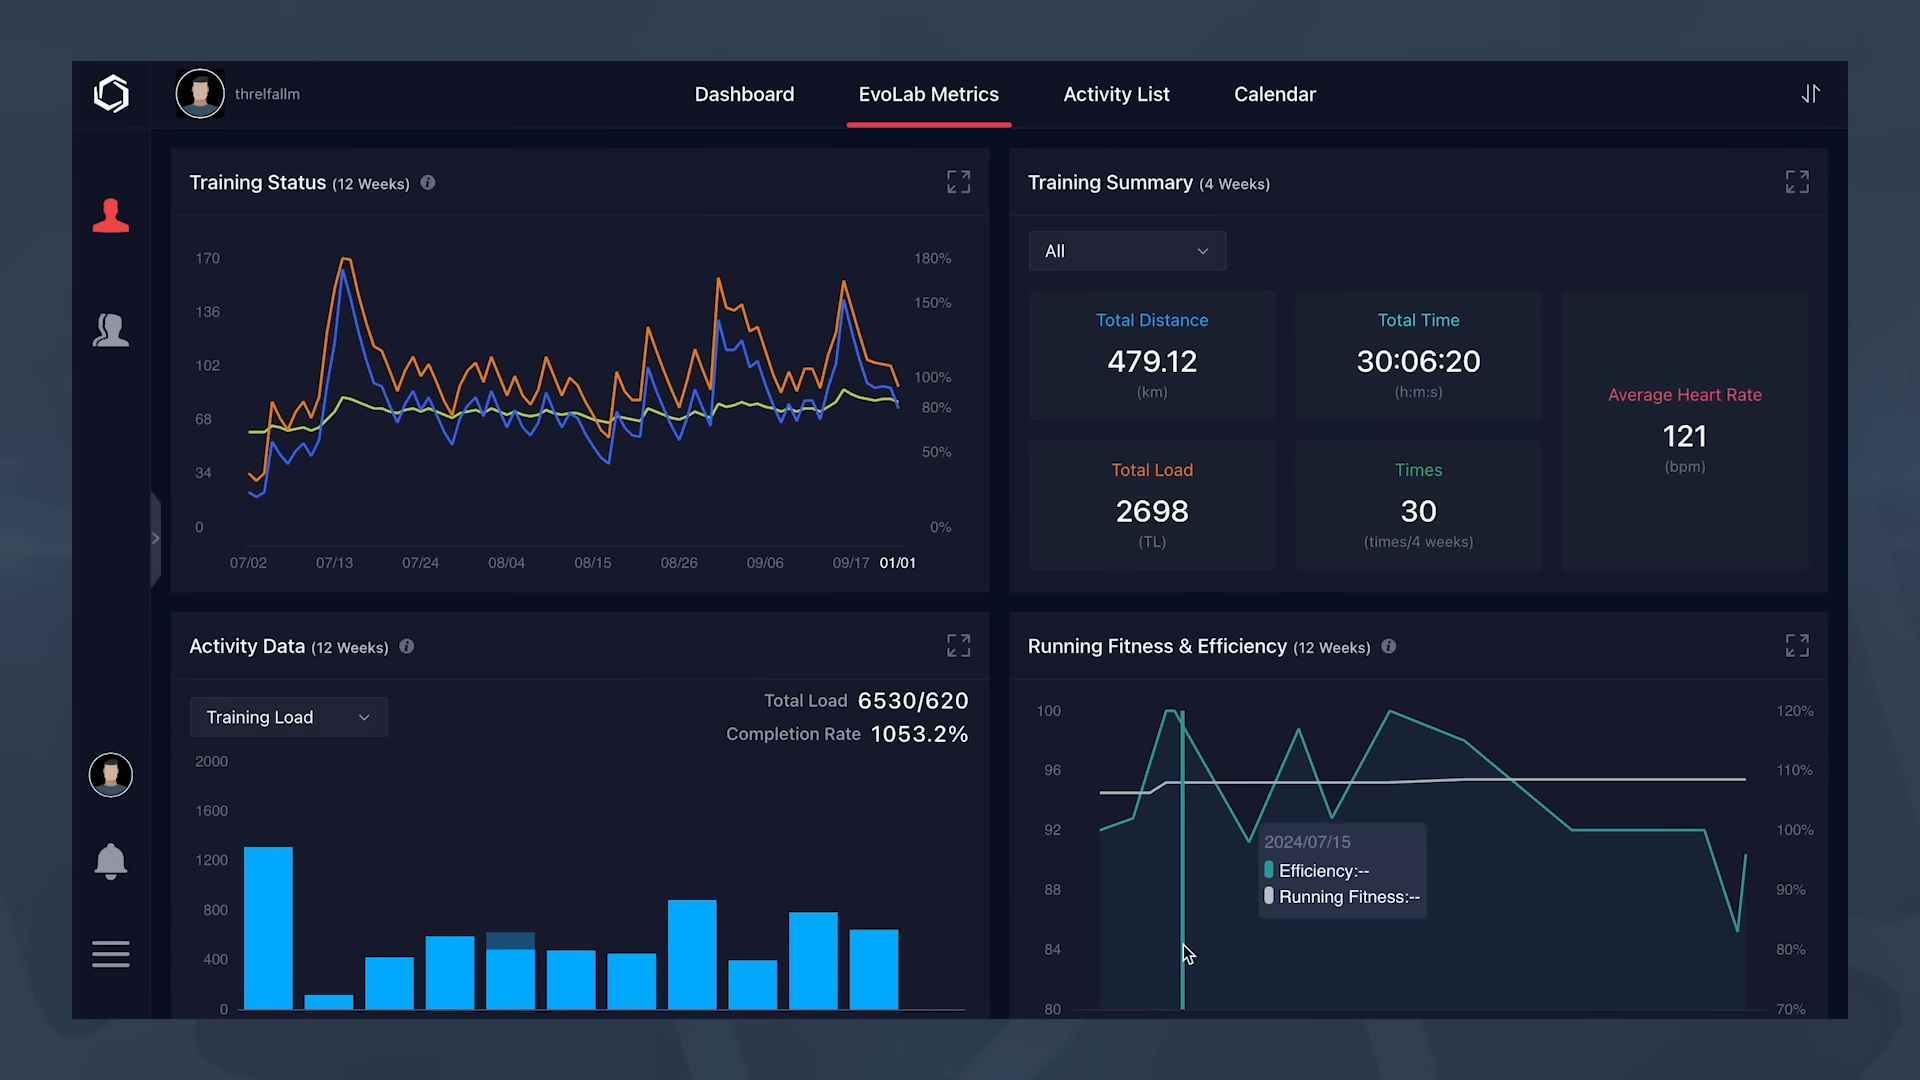 threlfallm
Dashboard
EvoLab Metrics
Activity List
Calendar
Training Status (12 Weeks)
170
136
102
68
34
0
180%
150%
100%
80%
50%
0%
07/02
07/13
07/24
08/04
08/15
08/26
09/06
09/17
01/01
Training Summary (4 Weeks)
All
Total Distance
479.12
(km)
Total Time
30:06:20
(h:m:s)
Average Heart Rate
121
(bpm)
Total Load
2698
(TL)
Times
30
(times/4 weeks)
Activity Data (12 Weeks)
Training Load
Total Load 6530/620
Completion Rate 1053.2%
2000
1600
1200
800
400
0
Running Fitness & Efficiency (12 Weeks)
100
96
92
88
84
80
120%
110%
100%
90%
80%
70%
2024/07/15
Efficiency:--
Running Fitness:--